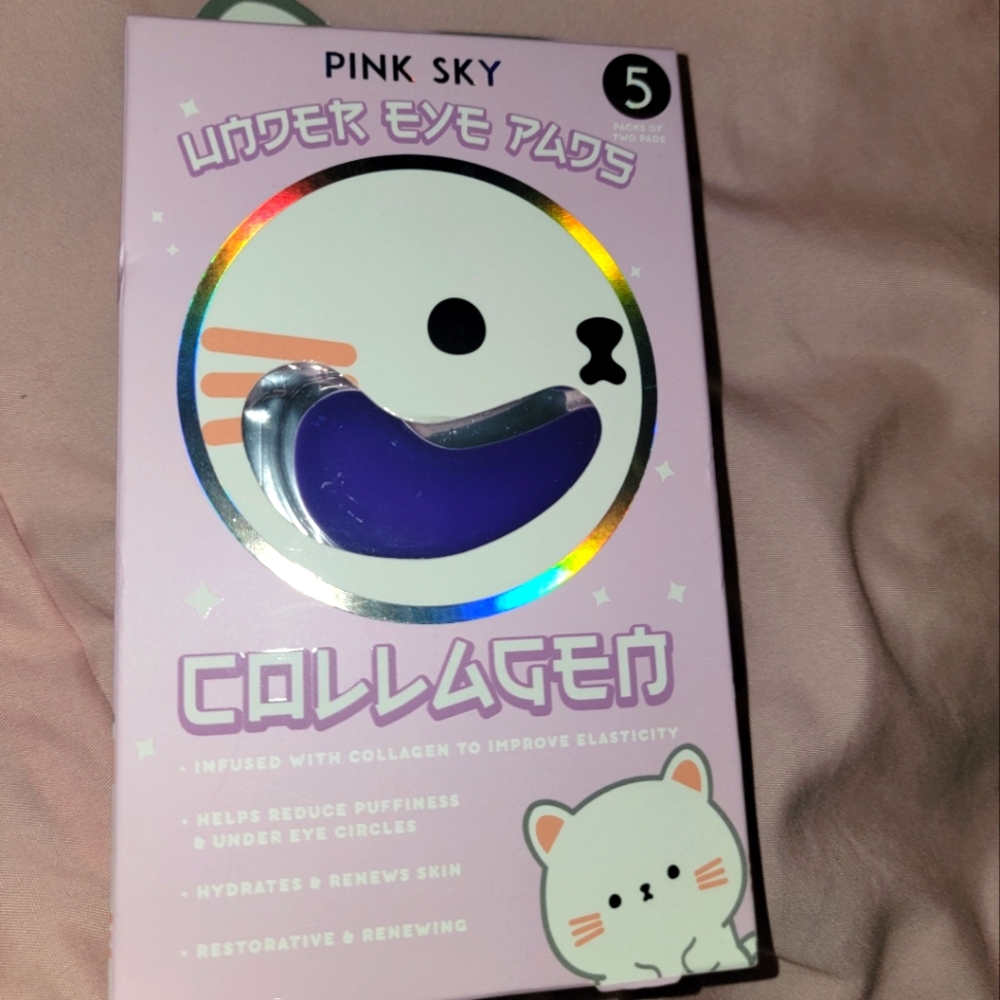 PINK SKY
5
PACKS OF
TWO PADS
UNDER EYE PADS
COLLAGEN
• INFUSED WITH COLLAGEN TO IMPROVE ELASTICITY
• HELPS REDUCE PUFFINESS
& UNDER EYE CIRCLES
• HYDRATES & RENEWS SKIN
• RESTORATIVE & RENEWING